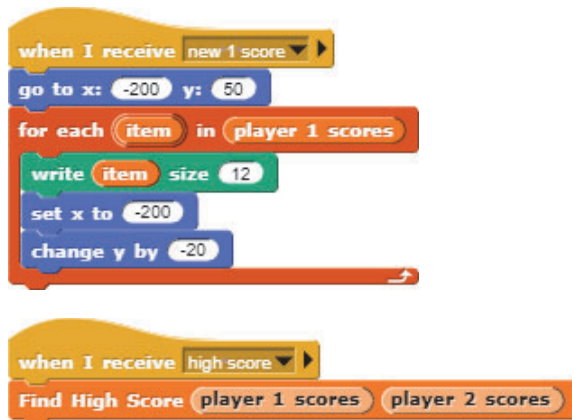 when I receive new 1 score
go to x: -200 y: 50
for each item in player 1 scores
write item size 12
set x to -200
change y by -20
when I receive high score
Find High Score player 1 scores player 2 scores